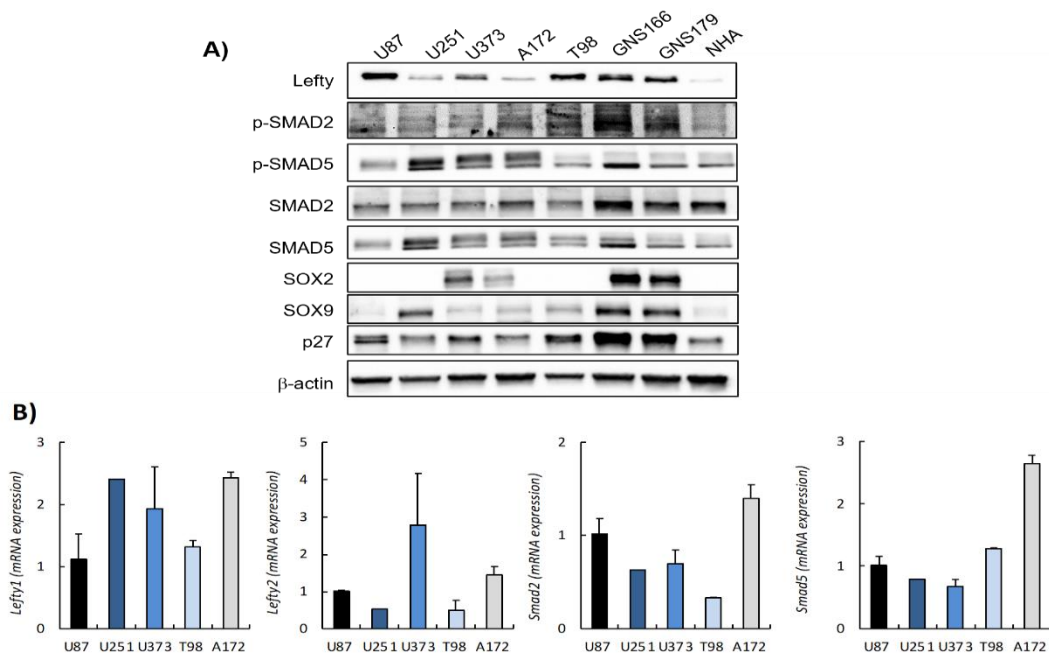 A)
U87 U251 U373 A172 T98 GNS166 GNS179 NHA
Lefty
p-SMAD2
p-SMAD5
SMAD2
SMAD5
SOX2
SOX9
p27
β-actin
B)
Lefty1 (mRNA expression)
3
2
1
0
U87 U251 U373 T98 A172
Lefty2 (mRNA expression)
5
4
3
2
1
0
U87 U251 U373 T98 A172
Smad2 (mRNA expression)
2
1
0
U87 U251 U373 T98 A172
Smad5 (mRNA expression)
3
2
1
0
U87 U251 U373 T98 A172